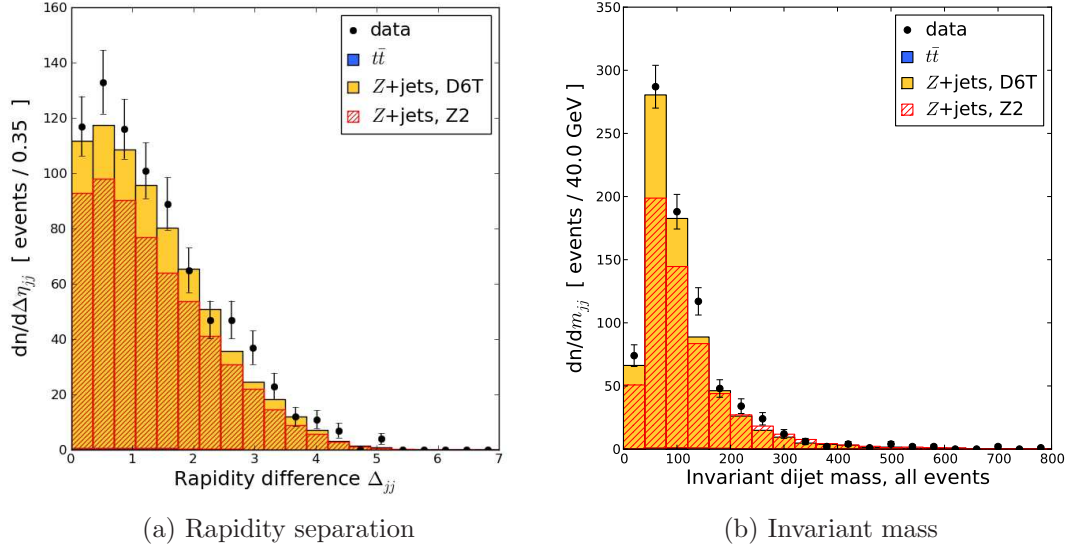 data
tt̄
Z+jets, D6T
Z+jets, Z2
160
140
120
100
80
60
40
20
0
dn/dΔη_jj [ events / 0.35 ]
0 1 2 3 4 5 6 7
Rapidity difference Δ_jj
(a) Rapidity separation
data
tt̄
Z+jets, D6T
Z+jets, Z2
350
300
250
200
150
100
50
0
dn/dm_jj [ events / 40.0 GeV ]
0 100 200 300 400 500 600 700 800
Invariant dijet mass, all events
(b) Invariant mass